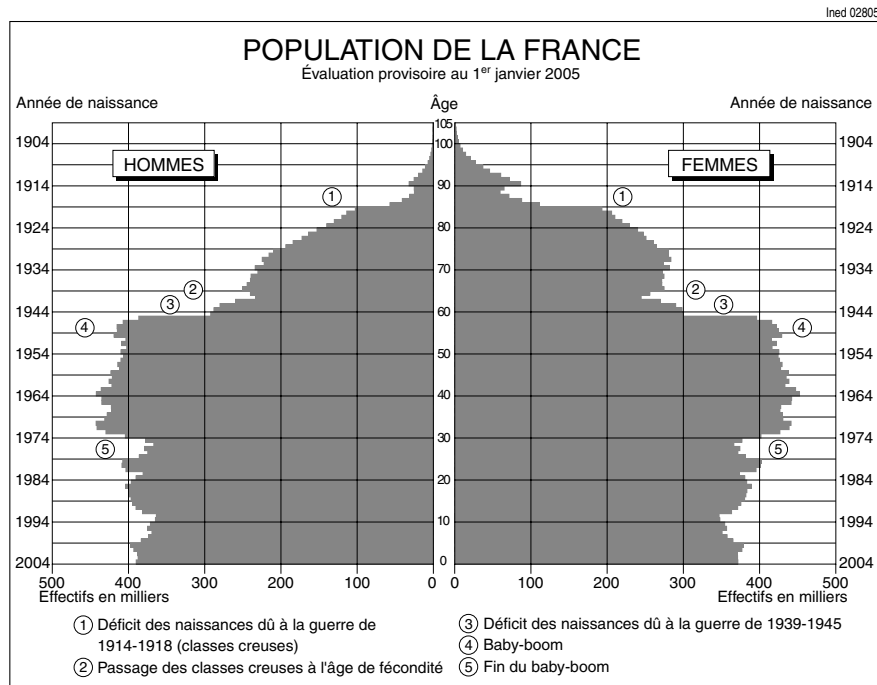 Ined 02805
POPULATION DE LA FRANCE
Évaluation provisoire au 1er janvier 2005
Année de naissance
Âge
Année de naissance
HOMMES
FEMMES
1904
1914
1924
1934
1944
1954
1964
1974
1984
1994
2004
105
100
90
80
70
60
50
40
30
20
10
0
1904
1914
1924
1934
1944
1954
1964
1974
1984
1994
2004
1
2
3
4
5
1
2
3
4
5
500 400 300 200 100 0
0 100 200 300 400 500
Effectifs en milliers
Effectifs en milliers
1 Déficit des naissances dû à la guerre de
1914-1918 (classes creuses)
2 Passage des classes creuses à l'âge de fécondité
3 Déficit des naissances dû à la guerre de 1939-1945
4 Baby-boom
5 Fin du baby-boom